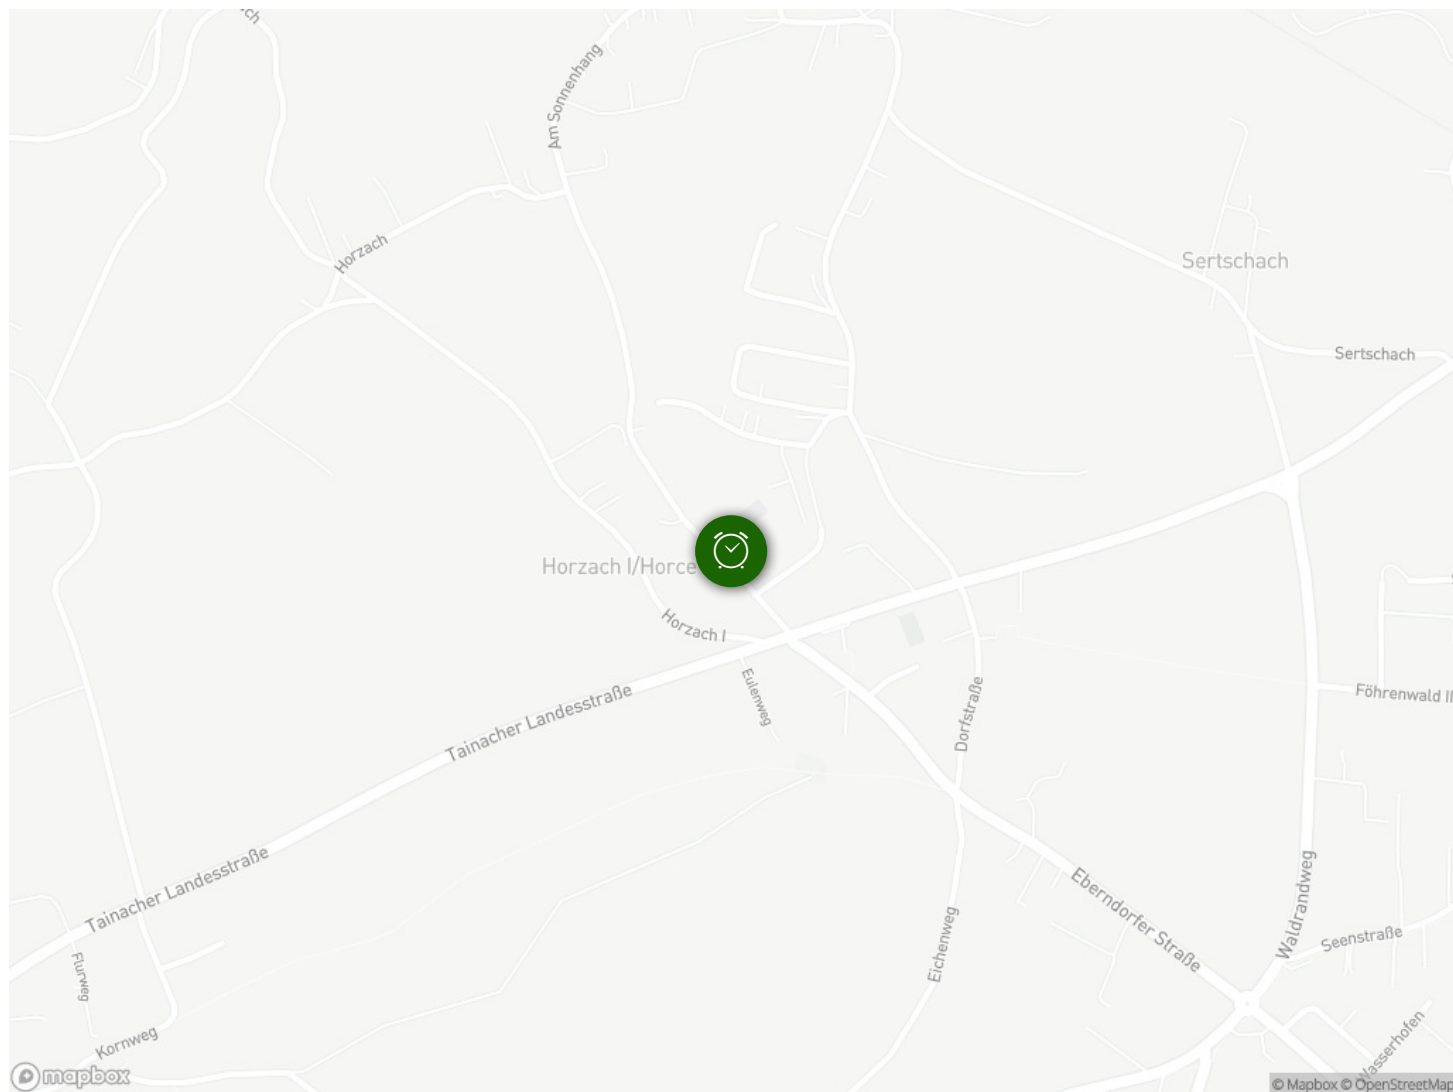 Am Sonnenhang
Horzach
Sertschach
Sertschach
Horzach I/Horce
Horzach I
Eulenweg
Tainacher Landesstraße
Dorfstraße
Föhrenwald II
Tainacher Landesstraße
Eberndorfer Straße
Waldrandweg
Seenstraße
Eichenweg
Flurweg
Kornweg
Wasserhofen
mapbox
© Mapbox © OpenStreetMap